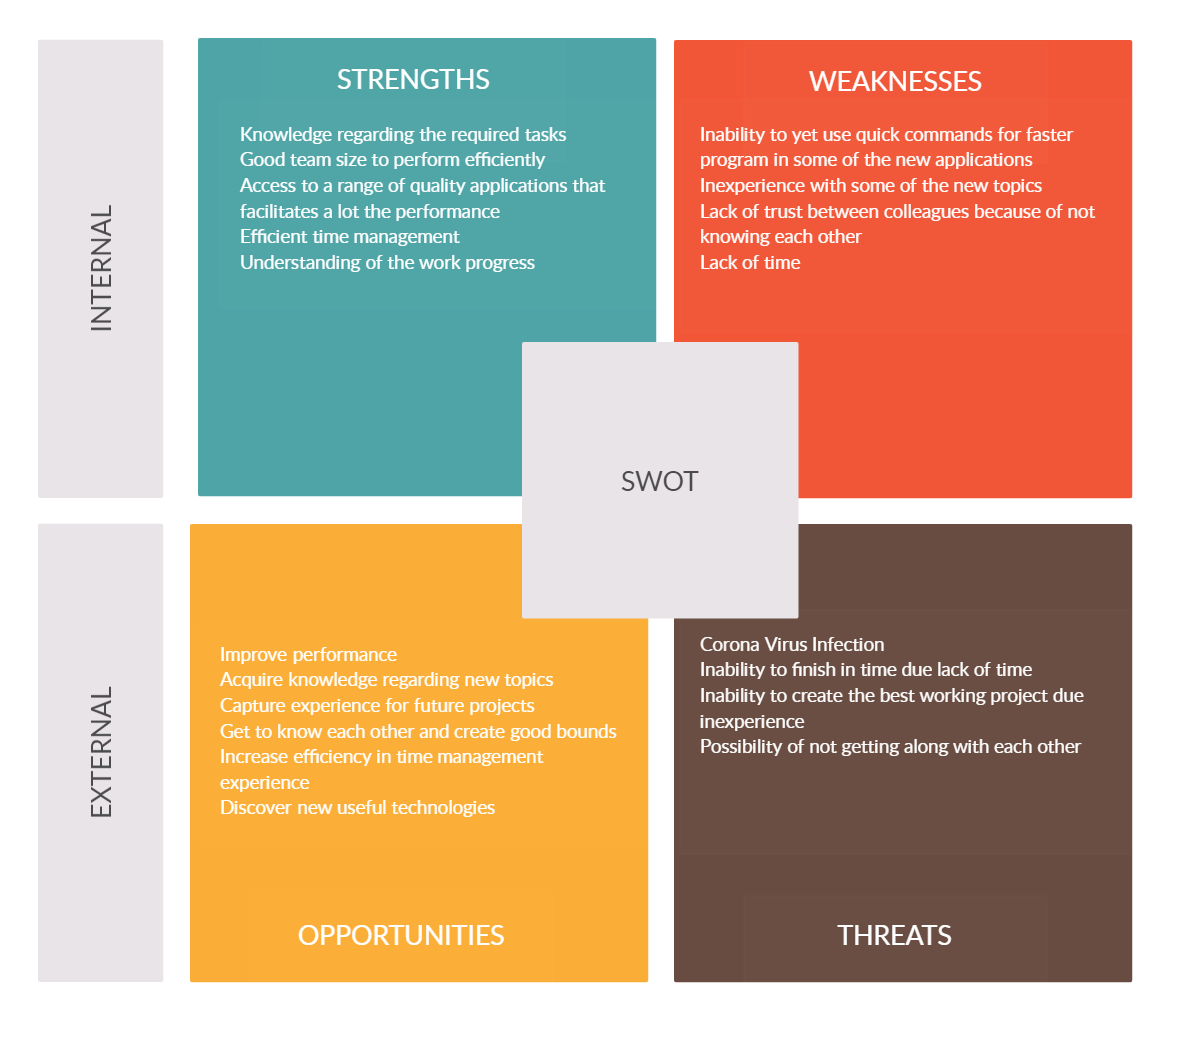 INTERNAL
STRENGTHS
Knowledge regarding the required tasks
Good team size to perform efficiently
Access to a range of quality applications that
facilitates a lot the performance
Efficient time management
Understanding of the work progress
WEAKNESSES
Inability to yet use quick commands for faster
program in some of the new applications
Inexperience with some of the new topics
Lack of trust between colleagues because of not
knowing each other
Lack of time
SWOT
EXTERNAL
Improve performance
Acquire knowledge regarding new topics
Capture experience for future projects
Get to know each other and create good bounds
Increase efficiency in time management
experience
Discover new useful technologies
OPPORTUNITIES
Corona Virus Infection
Inability to finish in time due lack of time
Inability to create the best working project due
inexperience
Possibility of not getting along with each other
THREATS